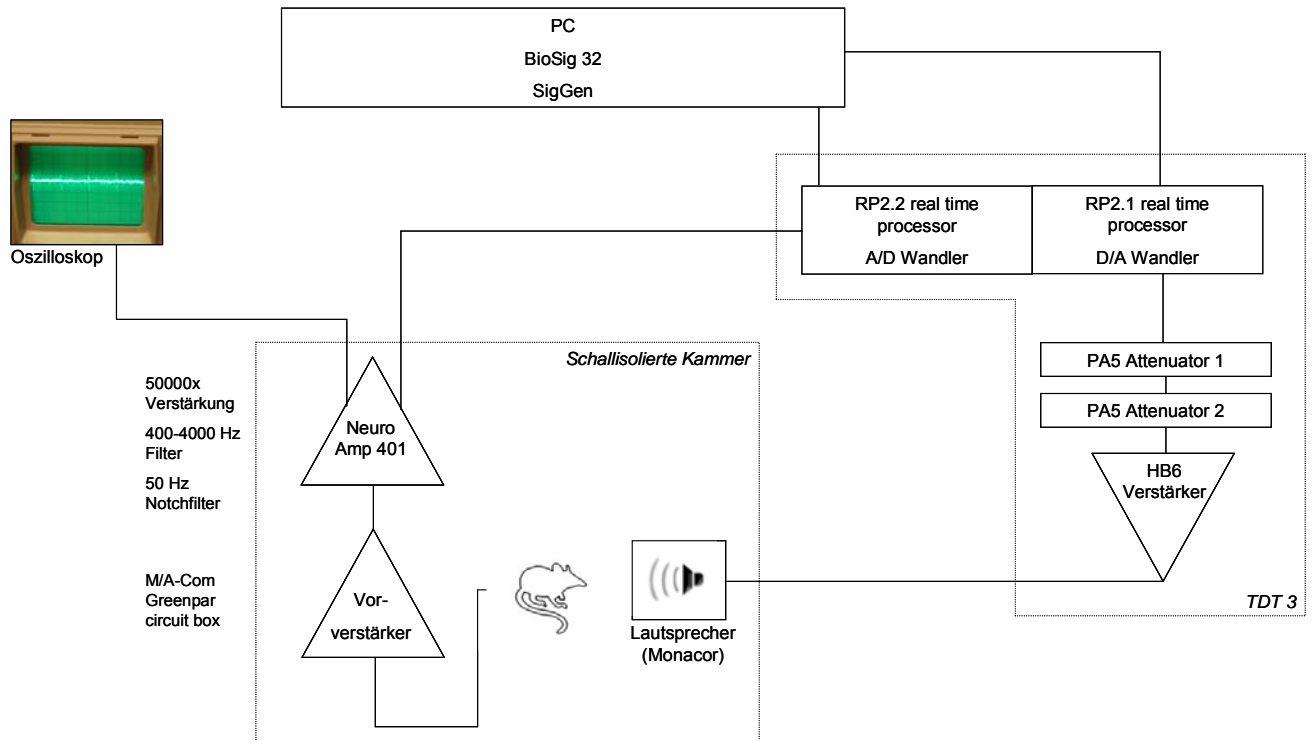 PC
BioSig 32
SigGen
Oszilloskop
RP2.2 real time
processor
A/D Wandler
RP2.1 real time
processor
D/A Wandler
Schallisolierte Kammer
PA5 Attenuator 1
PA5 Attenuator 2
HB6
Verstärker
TDT 3
50000x
Verstärkung
400-4000 Hz
Filter
50 Hz
Notchfilter
Neuro
Amp 401
M/A-Com
Greenpar
circuit box
Vor-
verstärker
Lautsprecher
(Monacor)